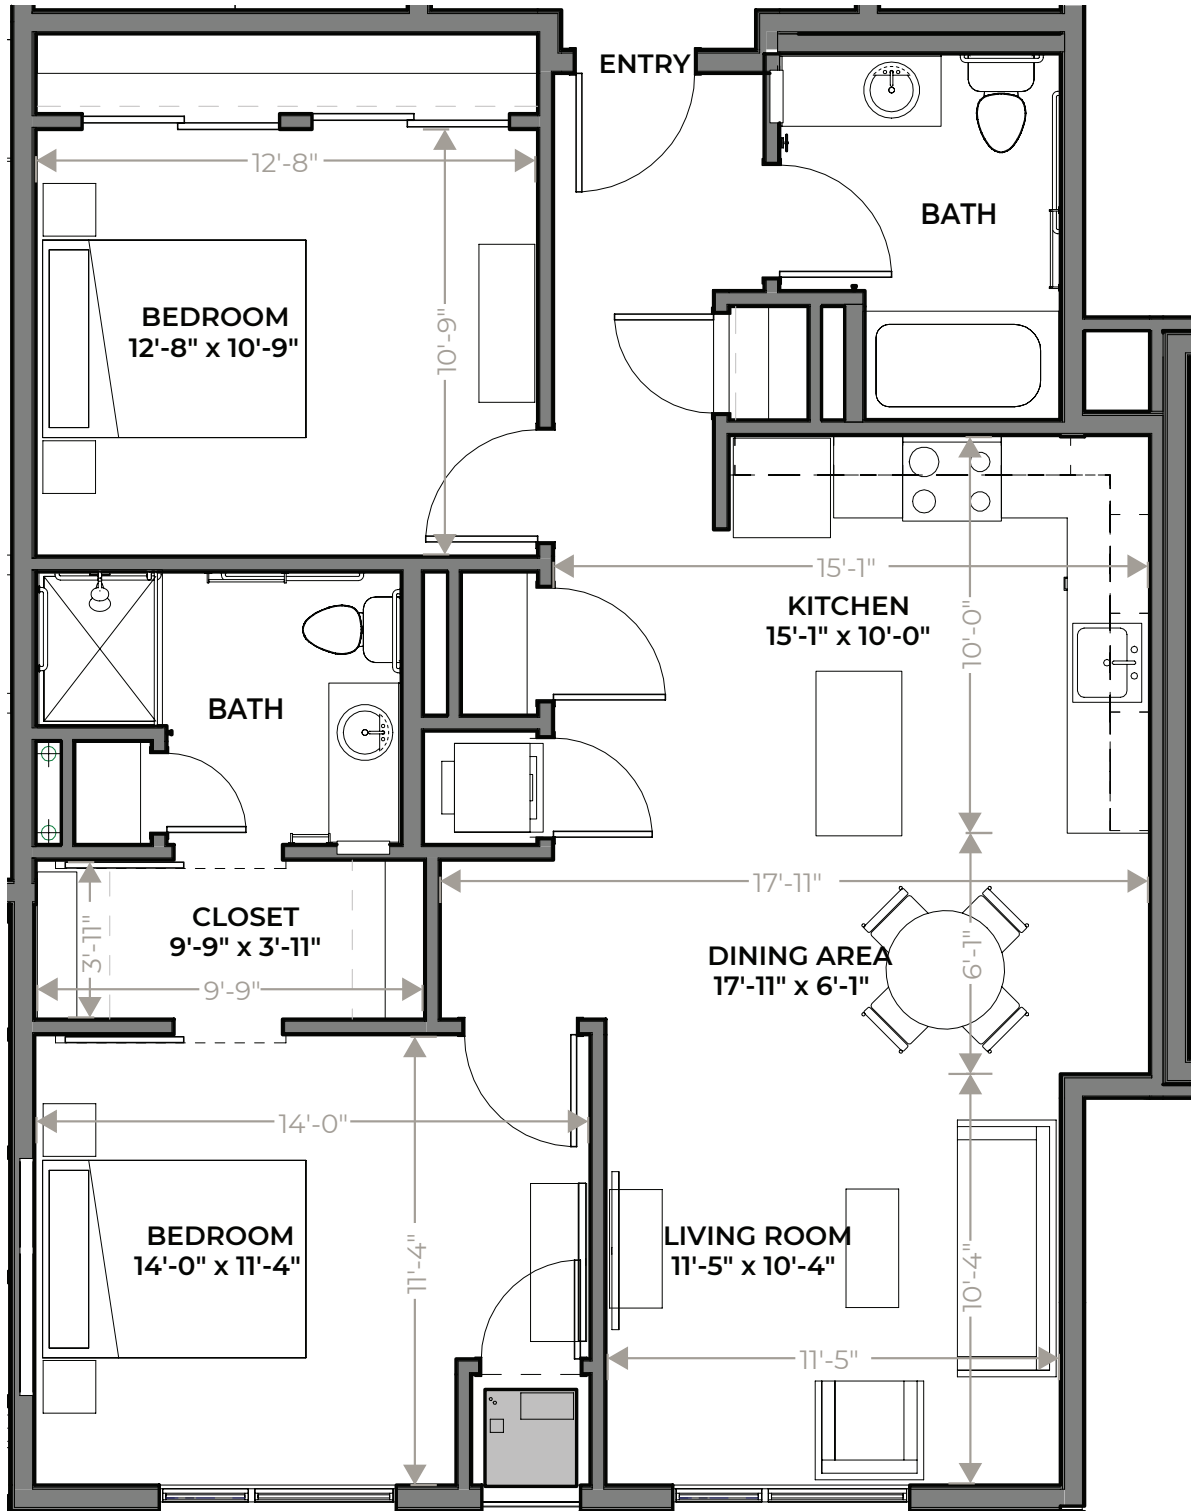 ENTRY
12'-8"
BATH
BEDROOM
12'-8" x 10'-9"
10'-9"
15'-1"
KITCHEN
15'-1" x 10'-0"
10'-0"
BATH
17'-11"
CLOSET
9'-9" x 3'-11"
3'-11"
9'-9"
DINING AREA
17'-11" x 6'-1"
6'-1"
14'-0"
BEDROOM
14'-0" x 11'-4"
11'-4"
LIVING ROOM
11'-5" x 10'-4"
10'-4"
11'-5"